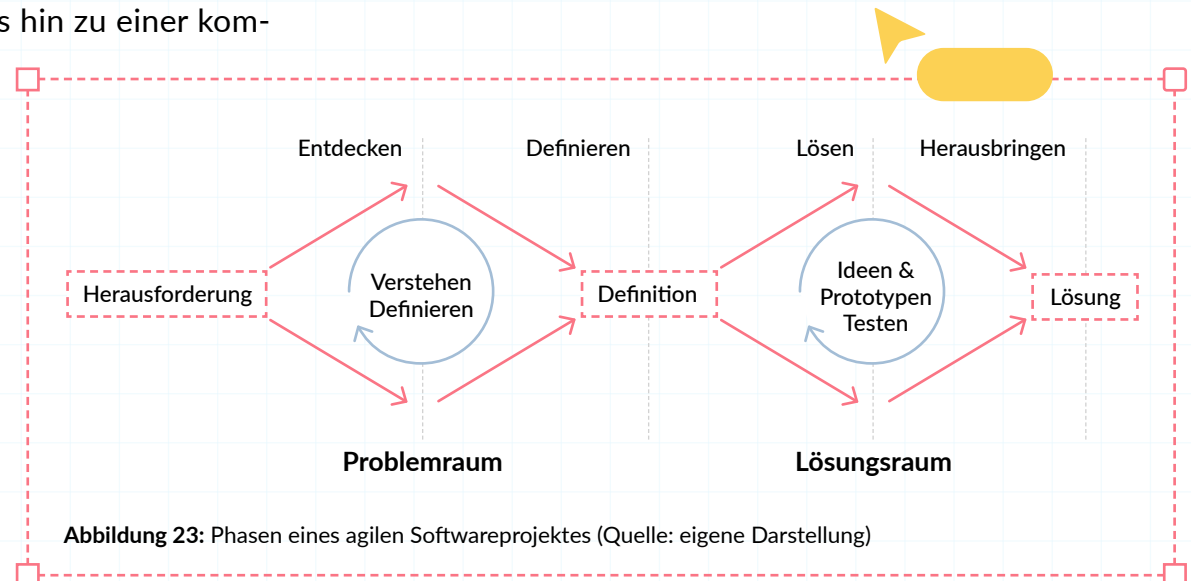 s hin zu einer kom-
Entdecken
Definieren
Lösen
Herausbringen
Herausforderung
Verstehen
Definieren
Definition
Ideen &
Prototypen
Testen
Lösung
Problemraum
Lösungsraum
Abbildung 23: Phasen eines agilen Softwareprojektes (Quelle: eigene Darstellung)